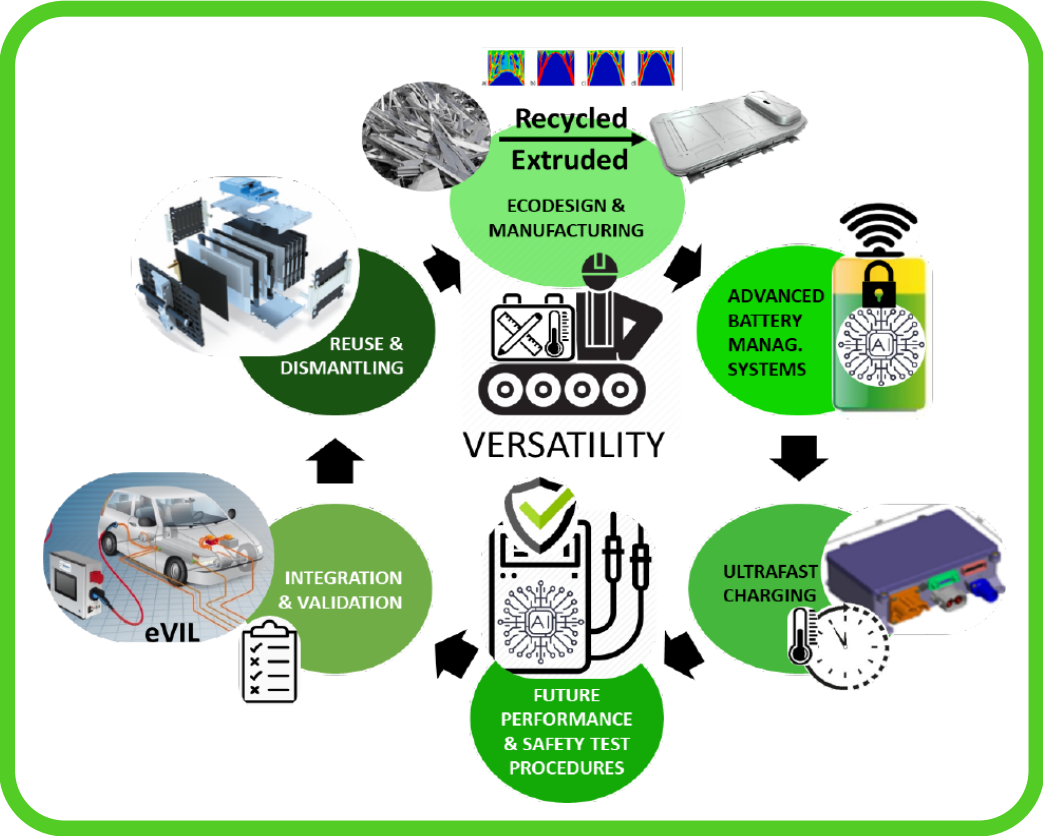 Recycled
Extruded
ECODESIGN &
MANUFACTURING
ADVANCED
BATTERY
MANAG.
SYSTEMS
AI
REUSE &
DISMANTLING
VERSATILITY
ULTRAFAST
CHARGING
INTEGRATION
& VALIDATION
eVIL
AI
FUTURE
PERFORMANCE
& SAFETY TEST
PROCEDURES